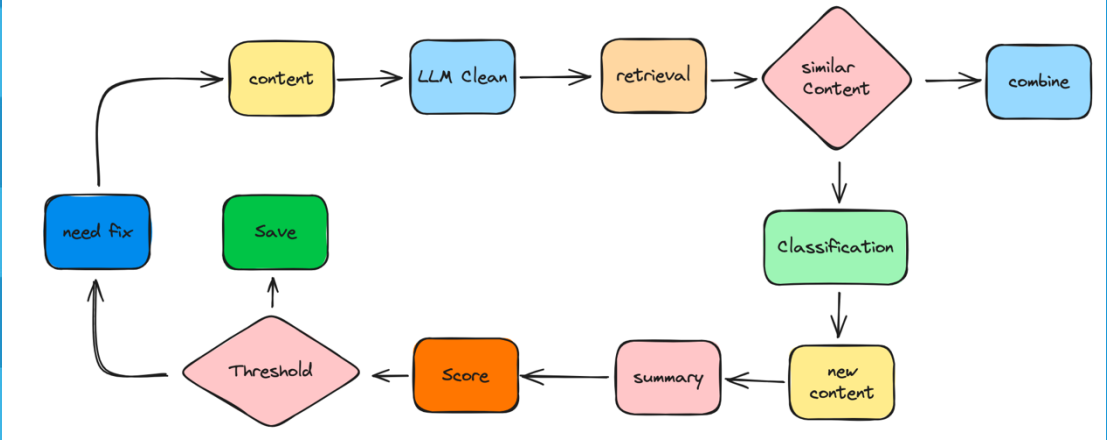 content
LLM Clean
retrieval
similar
Content
combine
need fix
Save
Classification
Threshold
Score
summary
new
content